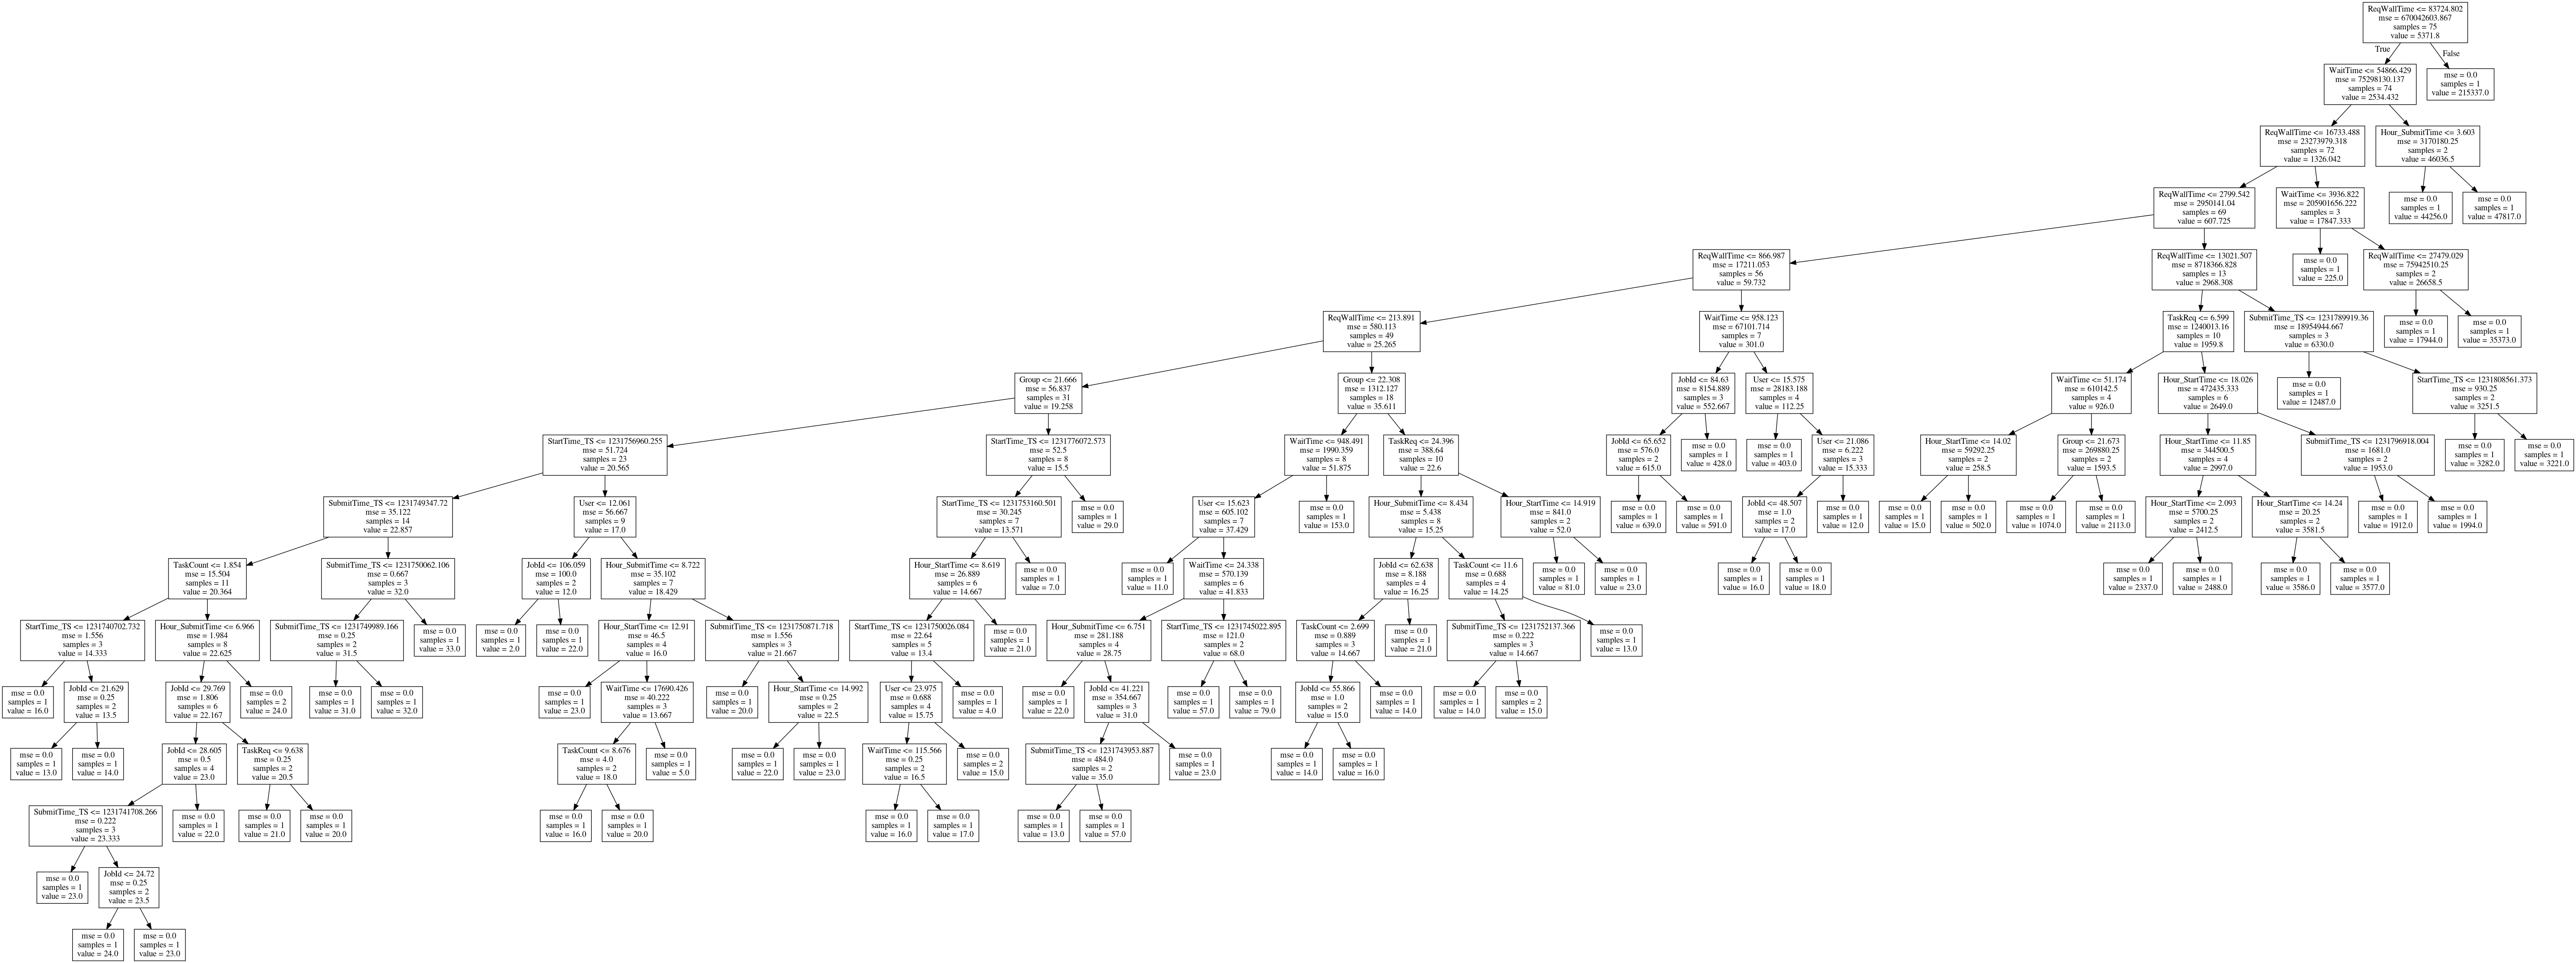 ReqWallTime <= 83724.802
mse = 670042603.867
samples = 75
value = 5371.8
True
False
WaitTime <= 54866.429
mse = 75298130.137
samples = 74
value = 2534.432
mse = 0.0
samples = 1
value = 215337.0
ReqWallTime <= 16733.488
mse = 23273979.318
samples = 72
value = 1326.042
Hour_SubmitTime <= 3.603
mse = 3170180.25
samples = 2
value = 46036.5
ReqWallTime <= 2799.542
mse = 2950141.04
samples = 69
value = 607.725
WaitTime <= 3936.822
mse = 205901656.222
samples = 3
value = 17847.333
mse = 0.0
samples = 1
value = 44256.0
mse = 0.0
samples = 1
value = 47817.0
ReqWallTime <= 866.987
mse = 17211.053
samples = 56
value = 59.732
ReqWallTime <= 13021.507
mse = 8718366.828
samples = 13
value = 2968.308
mse = 0.0
samples = 1
value = 225.0
ReqWallTime <= 27479.029
mse = 75942510.25
samples = 2
value = 26658.5
ReqWallTime <= 213.891
mse = 580.113
samples = 49
value = 25.265
WaitTime <= 958.123
mse = 67101.714
samples = 7
value = 301.0
TaskReq <= 6.599
mse = 1240013.16
samples = 10
value = 1959.8
SubmitTime_TS <= 1231789919.36
mse = 18954944.667
samples = 3
value = 6330.0
mse = 0.0
samples = 1
value = 17944.0
mse = 0.0
samples = 1
value = 35373.0
Group <= 21.666
mse = 56.837
samples = 31
value = 19.258
Group <= 22.308
mse = 1312.127
samples = 18
value = 35.611
JobId <= 84.63
mse = 8154.889
samples = 3
value = 552.667
User <= 15.575
mse = 28183.188
samples = 4
value = 112.25
WaitTime <= 51.174
mse = 610142.5
samples = 4
value = 926.0
Hour_StartTime <= 18.026
mse = 472435.333
samples = 6
value = 2649.0
mse = 0.0
samples = 1
value = 12487.0
StartTime_TS <= 1231808561.373
mse = 930.25
samples = 2
value = 3251.5
StartTime_TS <= 1231756960.255
mse = 51.724
samples = 23
value = 20.565
StartTime_TS <= 1231776072.573
mse = 52.5
samples = 8
value = 15.5
WaitTime <= 948.491
mse = 1990.359
samples = 8
value = 51.875
TaskReq <= 24.396
mse = 388.64
samples = 10
value = 22.6
JobId <= 65.652
mse = 576.0
samples = 2
value = 615.0
mse = 0.0
samples = 1
value = 428.0
mse = 0.0
samples = 1
value = 403.0
User <= 21.086
mse = 6.222
samples = 3
value = 15.333
Hour_StartTime <= 14.02
mse = 59292.25
samples = 2
value = 258.5
Group <= 21.673
mse = 269880.25
samples = 2
value = 1593.5
Hour_StartTime <= 11.85
mse = 344500.5
samples = 4
value = 2997.0
SubmitTime_TS <= 1231796918.004
mse = 1681.0
samples = 2
value = 1953.0
mse = 0.0
samples = 1
value = 3282.0
mse = 0.0
samples = 1
value = 3221.0
SubmitTime_TS <= 1231749347.72
mse = 35.122
samples = 14
value = 22.857
User <= 12.061
mse = 56.667
samples = 9
value = 17.0
StartTime_TS <= 1231753160.501
mse = 30.245
samples = 7
value = 13.571
mse = 0.0
samples = 1
value = 29.0
User <= 15.623
mse = 605.102
samples = 7
value = 37.429
mse = 0.0
samples = 1
value = 153.0
Hour_SubmitTime <= 8.434
mse = 5.438
samples = 8
value = 15.25
Hour_StartTime <= 14.919
mse = 841.0
samples = 2
value = 52.0
mse = 0.0
samples = 1
value = 639.0
mse = 0.0
samples = 1
value = 591.0
JobId <= 48.507
mse = 1.0
samples = 2
value = 17.0
mse = 0.0
samples = 1
value = 12.0
mse = 0.0
samples = 1
value = 15.0
mse = 0.0
samples = 1
value = 502.0
mse = 0.0
samples = 1
value = 1074.0
mse = 0.0
samples = 1
value = 2113.0
Hour_StartTime <= 2.093
mse = 5700.25
samples = 2
value = 2412.5
Hour_StartTime <= 14.24
mse = 20.25
samples = 2
value = 3581.5
mse = 0.0
samples = 1
value = 1912.0
mse = 0.0
samples = 1
value = 1994.0
TaskCount <= 1.854
mse = 15.504
samples = 11
value = 20.364
SubmitTime_TS <= 1231750062.106
mse = 0.667
samples = 3
value = 32.0
JobId <= 106.059
mse = 100.0
samples = 2
value = 12.0
Hour_SubmitTime <= 8.722
mse = 35.102
samples = 7
value = 18.429
Hour_StartTime <= 8.619
mse = 26.889
samples = 6
value = 14.667
mse = 0.0
samples = 1
value = 7.0
mse = 0.0
samples = 1
value = 11.0
WaitTime <= 24.338
mse = 570.139
samples = 6
value = 41.833
JobId <= 62.638
mse = 8.188
samples = 4
value = 16.25
TaskCount <= 11.6
mse = 0.688
samples = 4
value = 14.25
mse = 0.0
samples = 1
value = 81.0
mse = 0.0
samples = 1
value = 23.0
mse = 0.0
samples = 1
value = 16.0
mse = 0.0
samples = 1
value = 18.0
mse = 0.0
samples = 1
value = 2337.0
mse = 0.0
samples = 1
value = 2488.0
mse = 0.0
samples = 1
value = 3586.0
mse = 0.0
samples = 1
value = 3577.0
StartTime_TS <= 1231740702.732
mse = 1.556
samples = 3
value = 14.333
Hour_SubmitTime <= 6.966
mse = 1.984
samples = 8
value = 22.625
SubmitTime_TS <= 1231749989.166
mse = 0.25
samples = 2
value = 31.5
mse = 0.0
samples = 1
value = 33.0
mse = 0.0
samples = 1
value = 2.0
mse = 0.0
samples = 1
value = 22.0
Hour_StartTime <= 12.91
mse = 46.5
samples = 4
value = 16.0
SubmitTime_TS <= 1231750871.718
mse = 1.556
samples = 3
value = 21.667
StartTime_TS <= 1231750026.084
mse = 22.64
samples = 5
value = 13.4
mse = 0.0
samples = 1
value = 21.0
Hour_SubmitTime <= 6.751
mse = 281.188
samples = 4
value = 28.75
StartTime_TS <= 1231745022.895
mse = 121.0
samples = 2
value = 68.0
TaskCount <= 2.699
mse = 0.889
samples = 3
value = 14.667
mse = 0.0
samples = 1
value = 21.0
SubmitTime_TS <= 1231752137.366
mse = 0.222
samples = 3
value = 14.667
mse = 0.0
samples = 1
value = 13.0
mse = 0.0
samples = 1
value = 16.0
JobId <= 21.629
mse = 0.25
samples = 2
value = 13.5
JobId <= 29.769
mse = 1.806
samples = 6
value = 22.167
mse = 0.0
samples = 2
value = 24.0
mse = 0.0
samples = 1
value = 31.0
mse = 0.0
samples = 1
value = 32.0
mse = 0.0
samples = 1
value = 23.0
WaitTime <= 17690.426
mse = 40.222
samples = 3
value = 13.667
mse = 0.0
samples = 1
value = 20.0
Hour_StartTime <= 14.992
mse = 0.25
samples = 2
value = 22.5
User <= 23.975
mse = 0.688
samples = 4
value = 15.75
mse = 0.0
samples = 1
value = 4.0
mse = 0.0
samples = 1
value = 22.0
JobId <= 41.221
mse = 354.667
samples = 3
value = 31.0
mse = 0.0
samples = 1
value = 57.0
mse = 0.0
samples = 1
value = 79.0
JobId <= 55.866
mse = 1.0
samples = 2
value = 15.0
mse = 0.0
samples = 1
value = 14.0
mse = 0.0
samples = 1
value = 14.0
mse = 0.0
samples = 2
value = 15.0
mse = 0.0
samples = 1
value = 13.0
mse = 0.0
samples = 1
value = 14.0
JobId <= 28.605
mse = 0.5
samples = 4
value = 23.0
TaskReq <= 9.638
mse = 0.25
samples = 2
value = 20.5
TaskCount <= 8.676
mse = 4.0
samples = 2
value = 18.0
mse = 0.0
samples = 1
value = 5.0
mse = 0.0
samples = 1
value = 22.0
mse = 0.0
samples = 1
value = 23.0
WaitTime <= 115.566
mse = 0.25
samples = 2
value = 16.5
mse = 0.0
samples = 2
value = 15.0
SubmitTime_TS <= 1231743953.887
mse = 484.0
samples = 2
value = 35.0
mse = 0.0
samples = 1
value = 23.0
mse = 0.0
samples = 1
value = 14.0
mse = 0.0
samples = 1
value = 16.0
SubmitTime_TS <= 1231741708.266
mse = 0.222
samples = 3
value = 23.333
mse = 0.0
samples = 1
value = 22.0
mse = 0.0
samples = 1
value = 21.0
mse = 0.0
samples = 1
value = 20.0
mse = 0.0
samples = 1
value = 16.0
mse = 0.0
samples = 1
value = 20.0
mse = 0.0
samples = 1
value = 16.0
mse = 0.0
samples = 1
value = 17.0
mse = 0.0
samples = 1
value = 13.0
mse = 0.0
samples = 1
value = 57.0
mse = 0.0
samples = 1
value = 23.0
JobId <= 24.72
mse = 0.25
samples = 2
value = 23.5
mse = 0.0
samples = 1
value = 24.0
mse = 0.0
samples = 1
value = 23.0